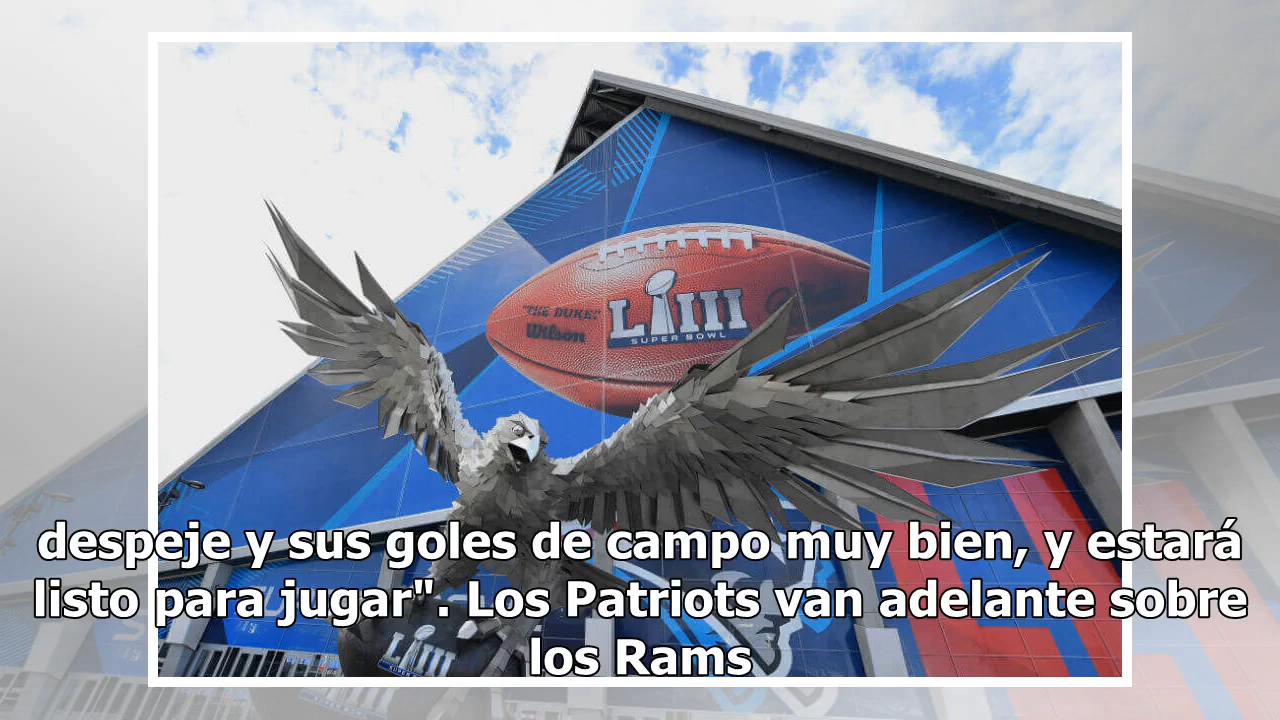 "THE DUKE"
Wilson
LIII
SUPER BOWL
despeje y sus goles de campo muy bien, y estará
listo para jugar". Los Patriots van adelante sobre
los Rams
LIII